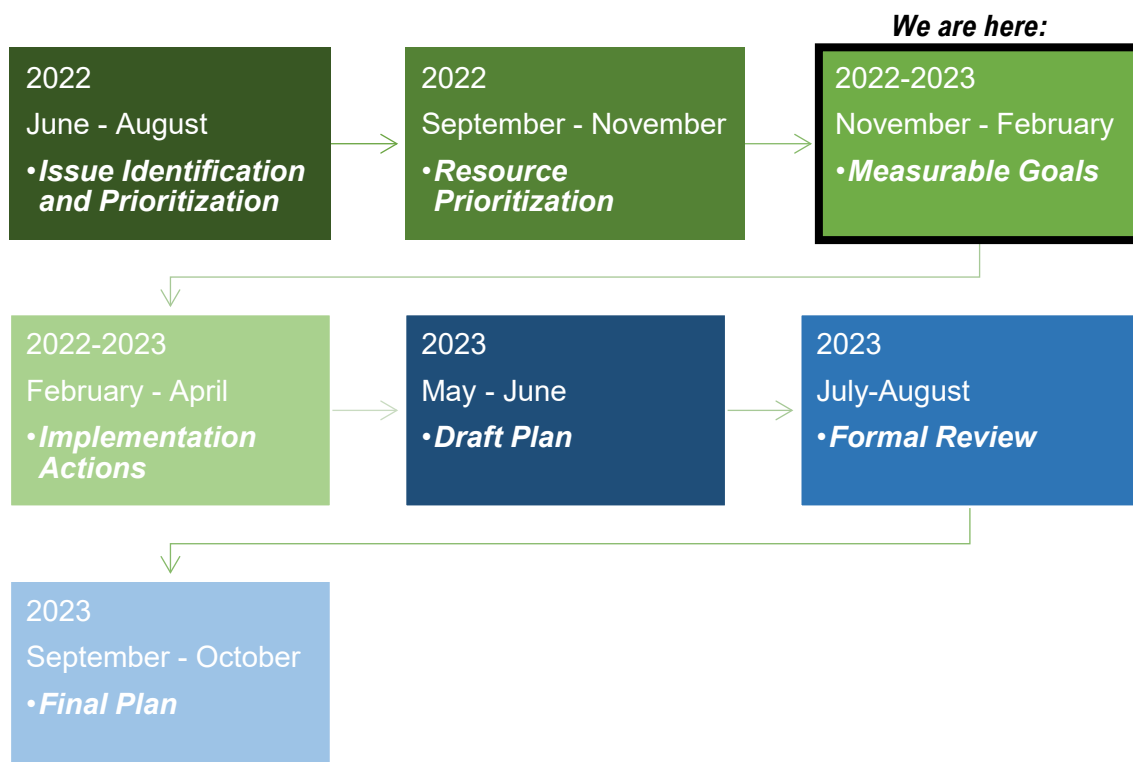 We are here:
2022
June - August
•Issue Identification
and Prioritization
2022
September - November
•Resource
Prioritization
2022-2023
November - February
•Measurable Goals
2022-2023
February - April
•Implementation
Actions
2023
May - June
•Draft Plan
2023
July-August
•Formal Review
2023
September - October
•Final Plan